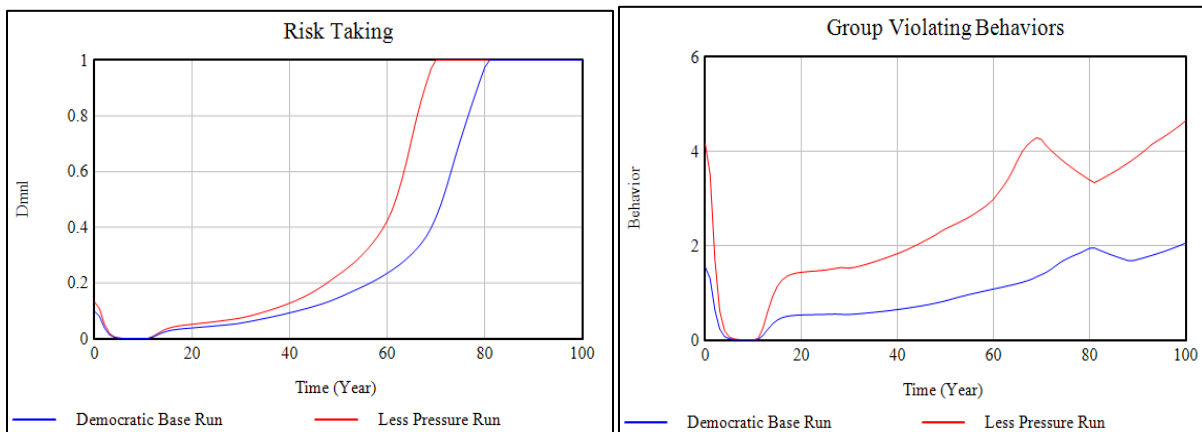 Risk Taking
1
0.8
0.6
0.4
0.2
0
Dmnl
0 20 40 60 80 100
Time (Year)
Democratic Base Run Less Pressure Run
Group Violating Behaviors
6
4
2
0
Behavior
0 20 40 60 80 100
Time (Year)
Democratic Base Run Less Pressure Run